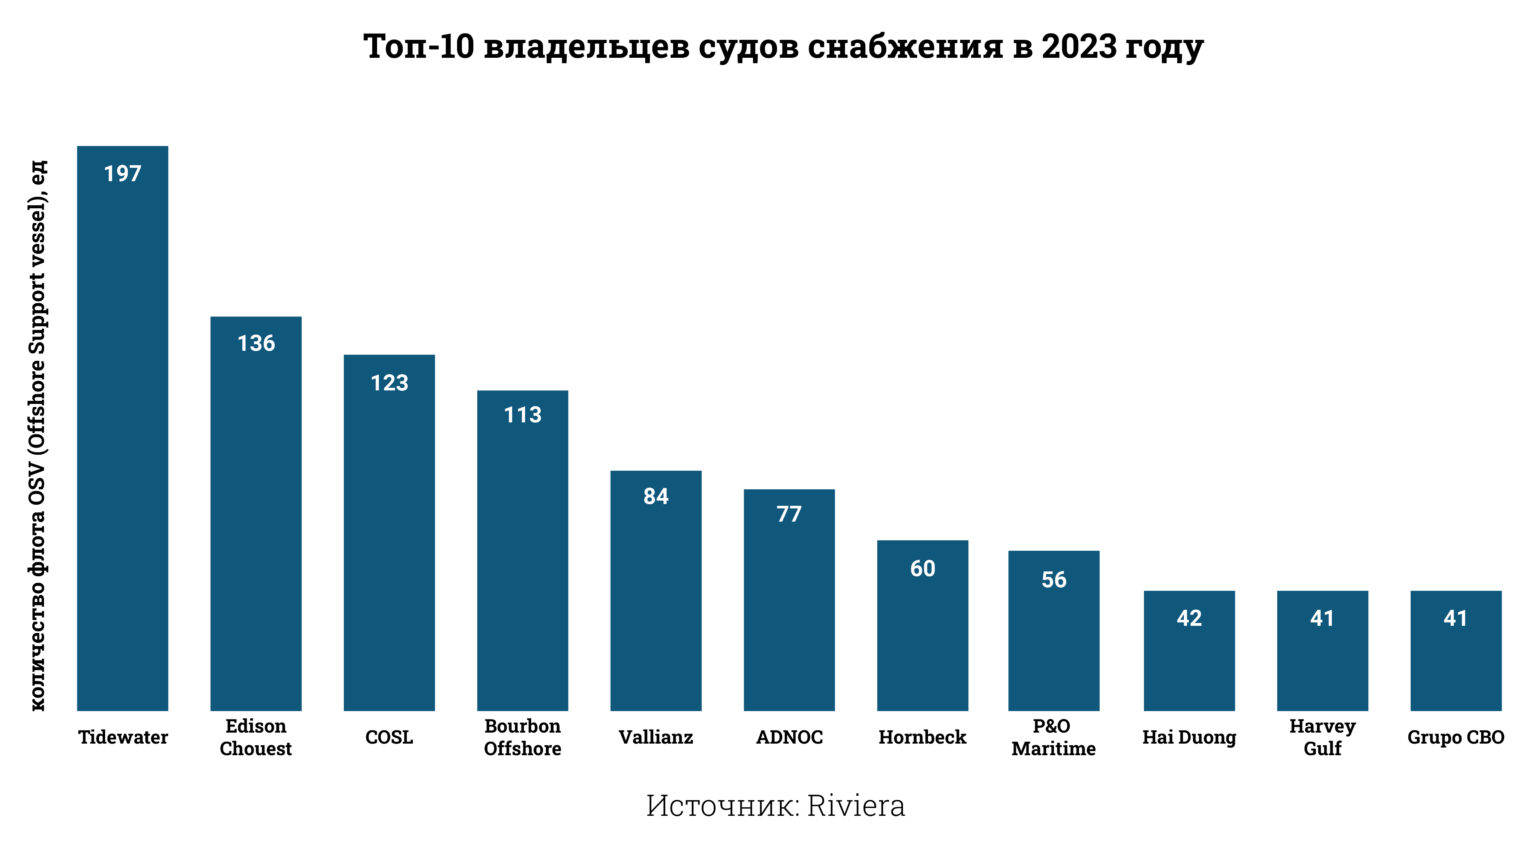 Топ-10 владельцев судов снабжения в 2023 году
количество флота OSV (Offshore Support vessel), ед
197
136
123
113
84
77
60
56
42
41
41
Tidewater
Edison
Chouest
COSL
Bourbon
Offshore
Vallianz
ADNOC
Hornbeck
P&O
Maritime
Hai Duong
Harvey
Gulf
Grupo CBO
Источник: Riviera